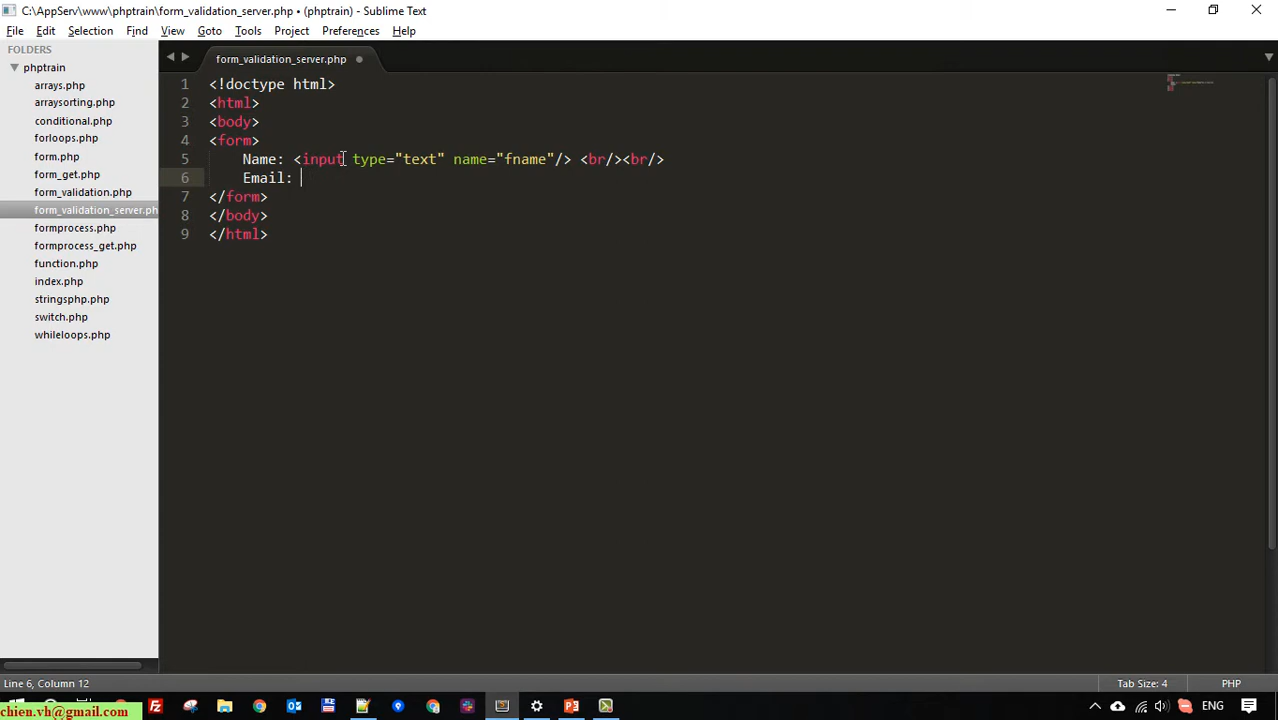 C:\AppServ\www\phptrain\form_validation_server.php • (phptrain) - Sublime Text
File Edit Selection Find View Goto Tools Project Preferences Help
FOLDERS
phptrain
arrays.php
arraysorting.php
conditional.php
forloops.php
form.php
form_get.php
form_validation.php
form_validation_server.ph
formprocess.php
formprocess_get.php
function.php
index.php
stringsphp.php
switch.php
whileloops.php
form_validation_server.php
1 <!doctype html>
2 <html>
3 <body>
4 <form>
5 Name: <input type="text" name="fname"/> <br/><br/>
6 Email:
7 </form>
8 </body>
9 </html>
Line 6, Column 12
Tab Size: 4 PHP
chien.vh@gmail.com
ENG